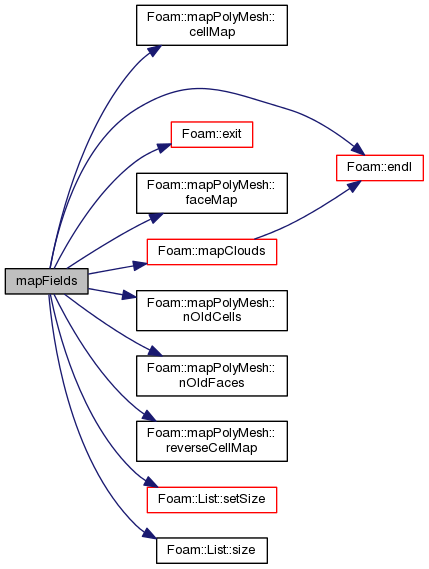 Foam::mapPolyMesh::
cellMap
Foam::exit
Foam::endl
Foam::mapPolyMesh::
faceMap
Foam::mapClouds
mapFields
Foam::mapPolyMesh::
nOldCells
Foam::mapPolyMesh::
nOldFaces
Foam::mapPolyMesh::
reverseCellMap
Foam::List::setSize
Foam::List::size